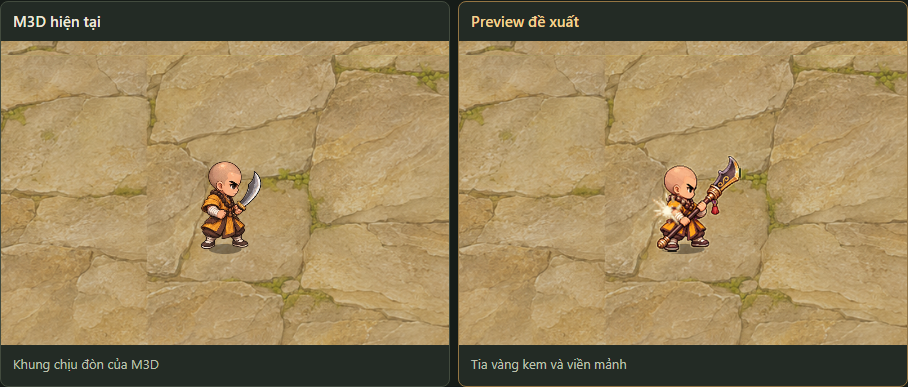 M3D hiện tại
Preview đề xuất
Khung chịu đòn của M3D
Tia vàng kem và viền mảnh